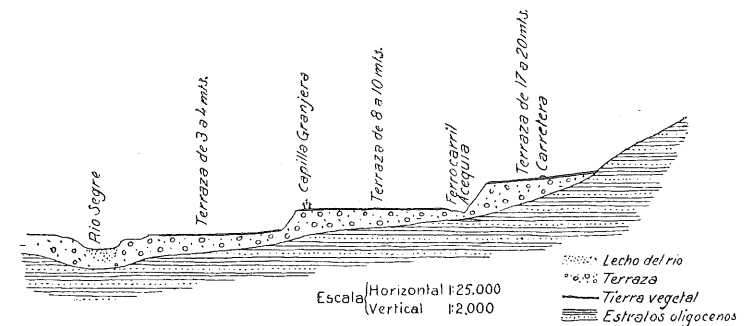 Rio Segre
Terraza de 3 a 4 mts.
Capilla Granjera
Terraza de 8 a 10 mts.
Ferrocarril
Acequia
Terraza de 17 a 20 mts.
Carretera
Escala
Horizontal 1:25.000
Vertical 1:2,000
Lecho del río
Terraza
Tierra vegetal
Estratos oligocenos